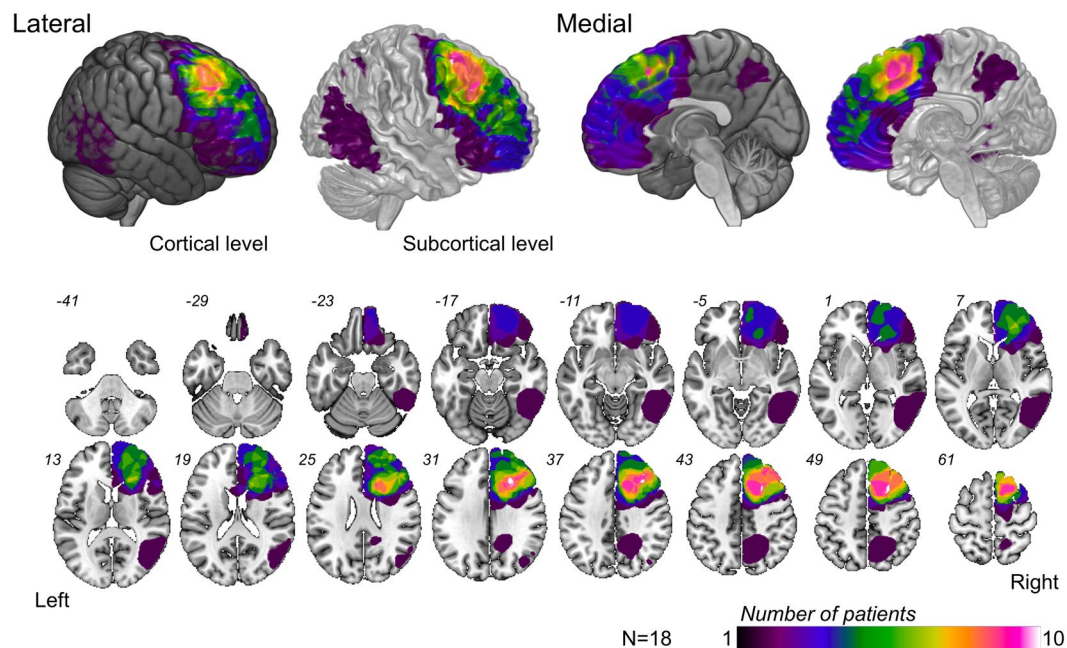 Lateral
Medial
Cortical level
Subcortical level
-41
-29
-23
-17
-11
-5
1
7
13
19
25
31
37
43
49
61
Left
Right
Number of patients
N=18
1
10